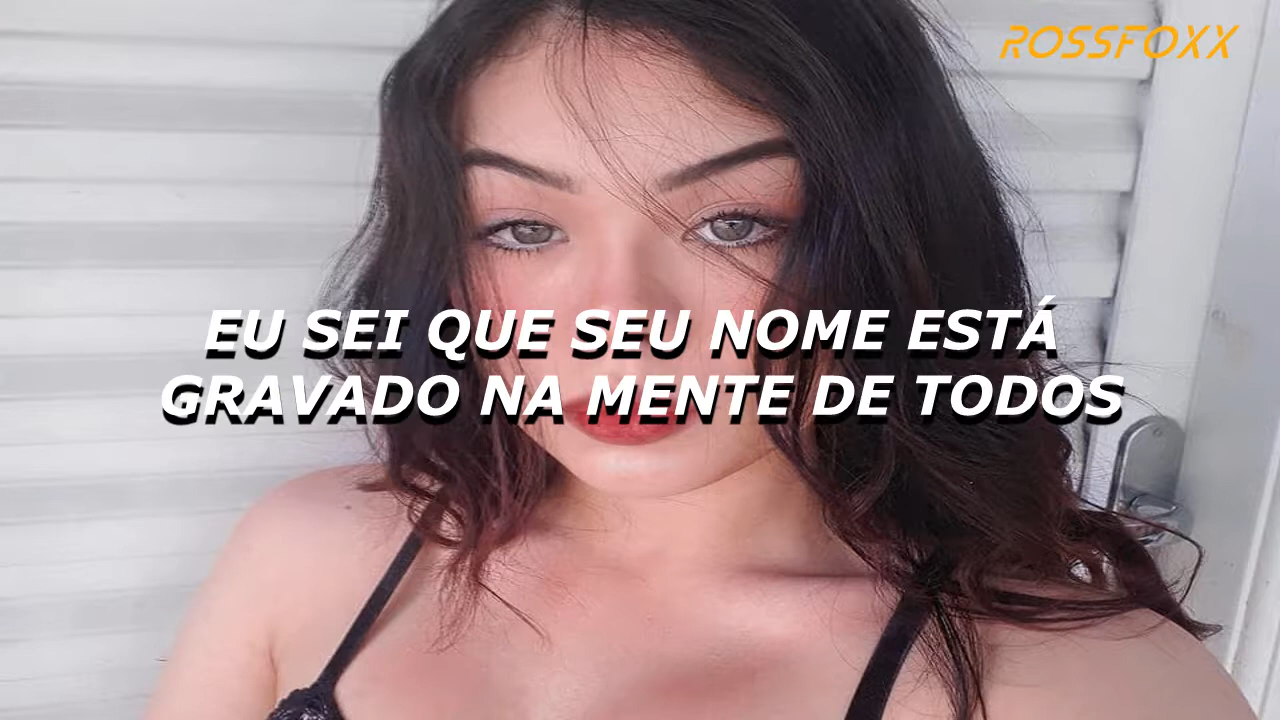 ROSSFOXX
EU SEI QUE SEU NOME ESTÁ
GRAVADO NA MENTE DE TODOS